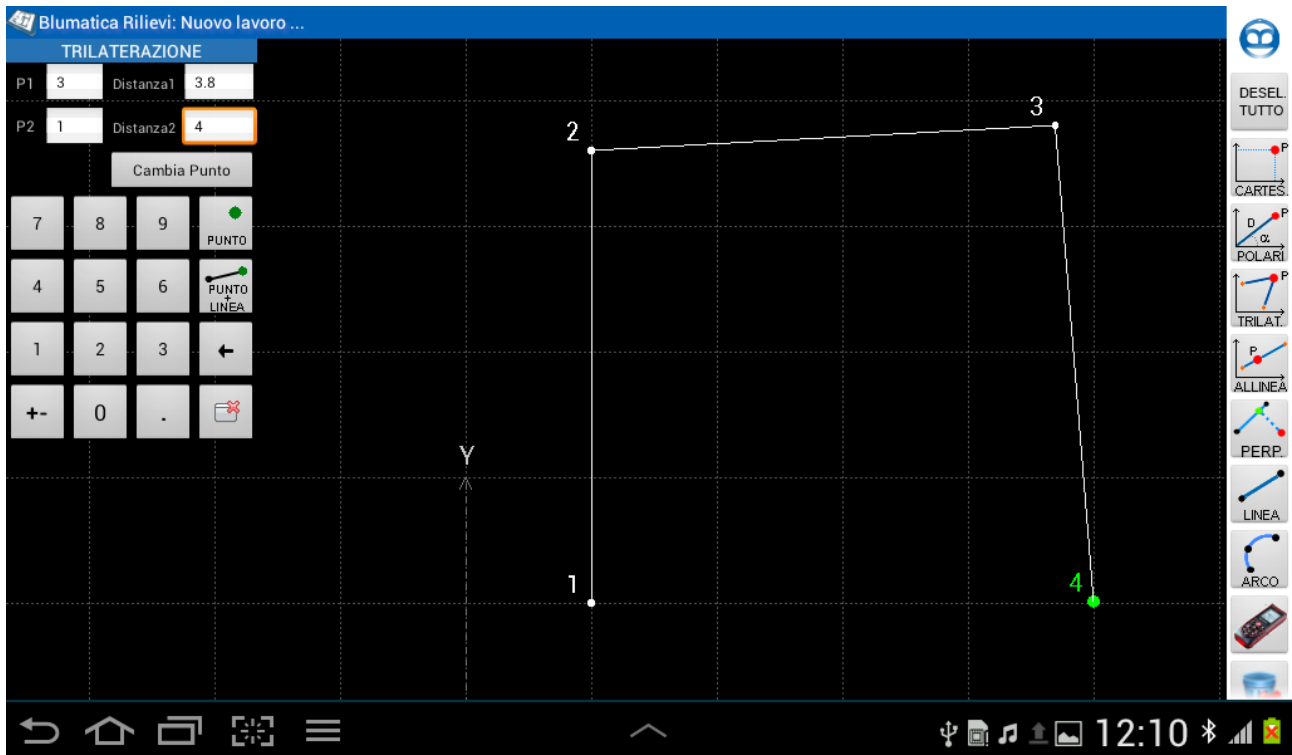 Blumatica Rilievi: Nuovo lavoro ...
TRILATERAZIONE
P1 3 Distanza1 3.8
P2 1 Distanza2 4
Cambia Punto
7 8 9 PUNTO
4 5 6 PUNTO
+
LINEA
1 2 3
+- 0 .
2
3
Y
1
4
DESEL.
TUTTO
P
CARTES.
D P
α
POLARI
P
TRILAT.
P
ALLINEA
PERP.
LINEA
ARCO
12:10